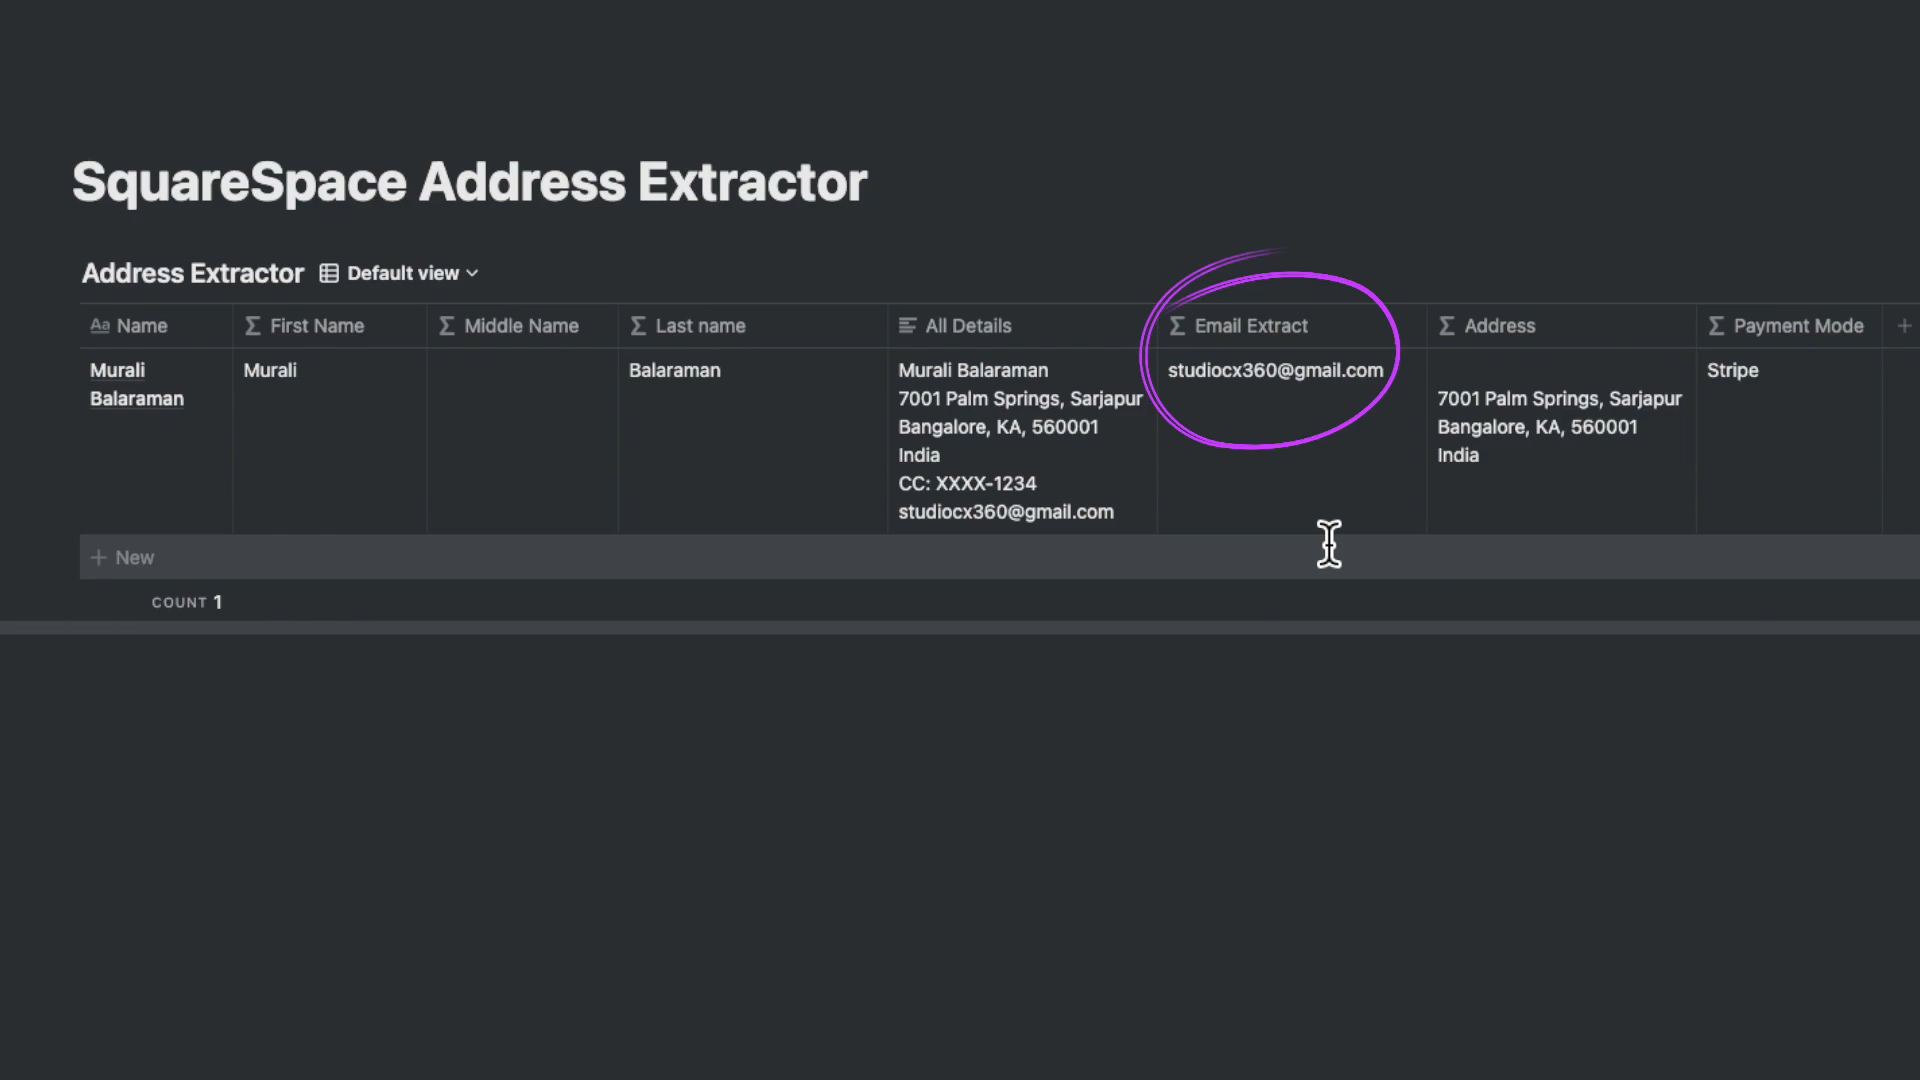 SquareSpace Address Extractor
Address Extractor Default view
Aa Name Σ First Name Σ Middle Name Σ Last name All Details Σ Email Extract Σ Address Σ Payment Mode +
Murali
Balaraman
Murali
Balaraman
Murali Balaraman
7001 Palm Springs, Sarjapur
Bangalore, KA, 560001
India
CC: XXXX-1234
studiocx360@gmail.com
studiocx360@gmail.com
7001 Palm Springs, Sarjapur
Bangalore, KA, 560001
India
Stripe
+ New
COUNT 1